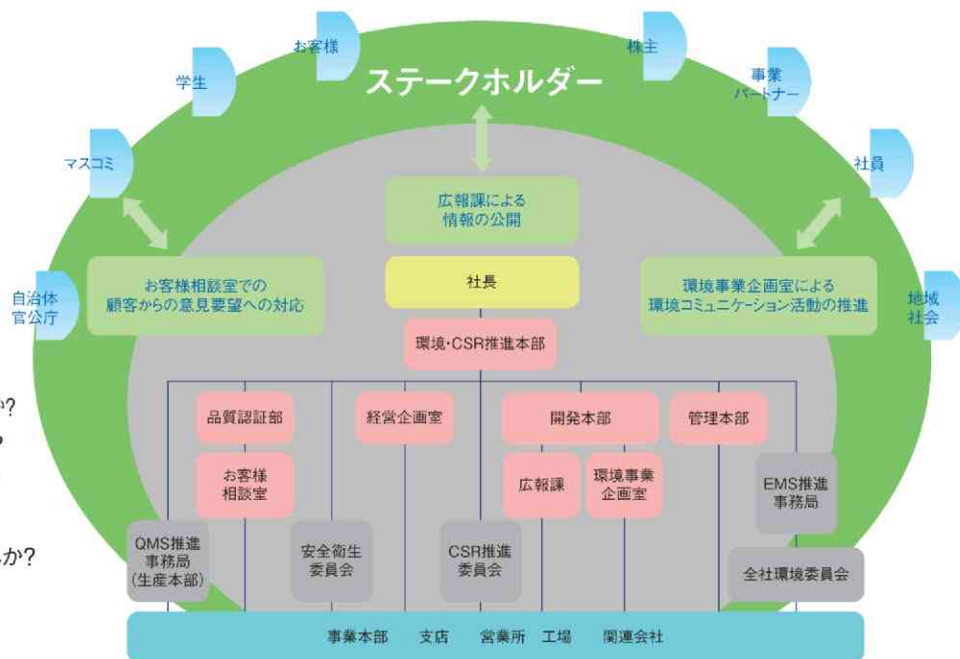 お客様
株主
学生
ステークホルダー
事業
パートナー
マスコミ
社員
広報課による
情報の公開
自治体
官公庁
お客様相談室での
顧客からの意見要望への対応
社長
環境事業企画室による
環境コミュニケーション活動の推進
地域
社会
環境・CSR推進本部
か?
品質認証部
経営企画室
開発本部
管理本部
お客様
相談室
広報課
環境事業
企画室
EMS推進
事務局
QMS推進
事務局
(生産本部)
安全衛生
委員会
CSR推進
委員会
か?
全社環境委員会
事業本部 支店 営業所 工場 関連会社